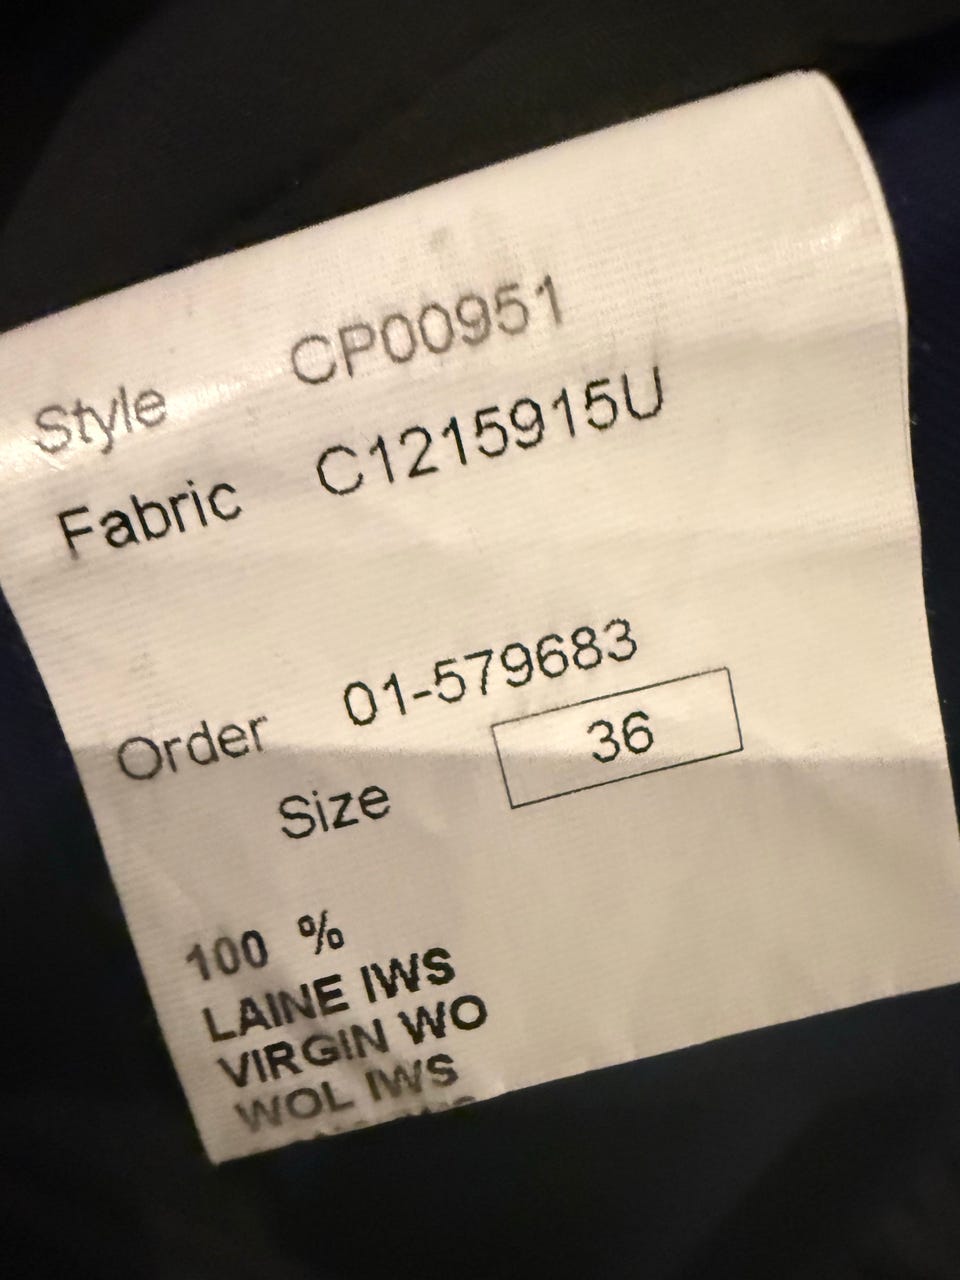 Style CP00951
Fabric C1215915U
Order 01-579683
Size 36
100 %
LAINE IWS
VIRGIN WO
WOL IWS